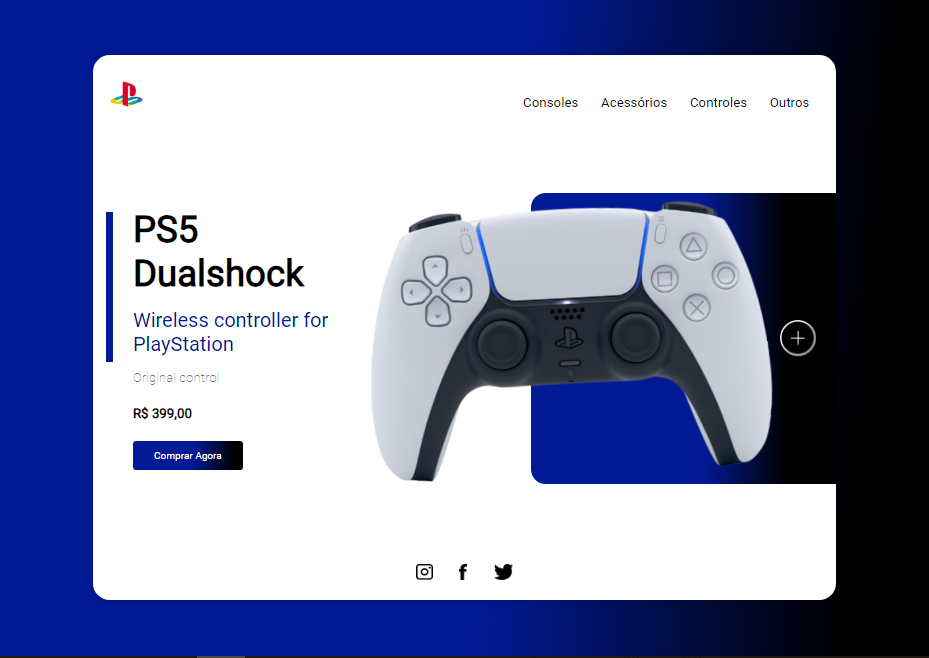 Consoles Acessórios Controles Outros
PS5
Dualshock
Wireless controller for
PlayStation
Original control
R$ 399,00
Comprar Agora